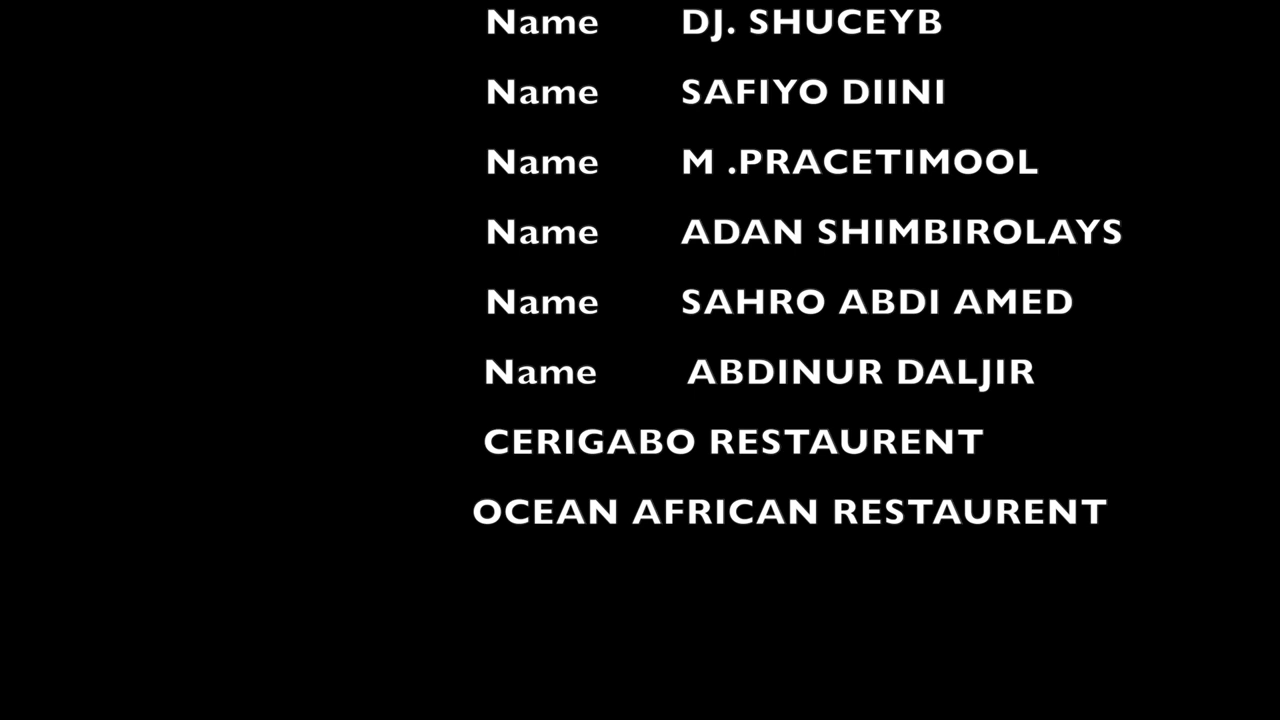 Name DJ. SHUCEYB
Name SAFIYO DIINI
Name M .PRACETIMOOL
Name ADAN SHIMBIROLAYS
Name SAHRO ABDI AMED
Name ABDINUR DALJIR
CERIGABO RESTAURENT
OCEAN AFRICAN RESTAURENT